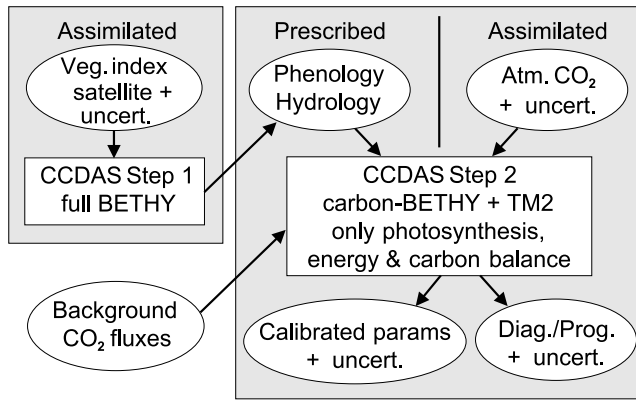 Assimilated
Veg. index
satellite +
uncert.
CCDAS Step 1
full BETHY
Background
CO₂ fluxes
Prescribed
Assimilated
Phenology
Hydrology
Atm. CO₂
+ uncert.
CCDAS Step 2
carbon-BETHY + TM2
only photosynthesis,
energy & carbon balance
Calibrated params
+ uncert.
Diag./Prog.
+ uncert.